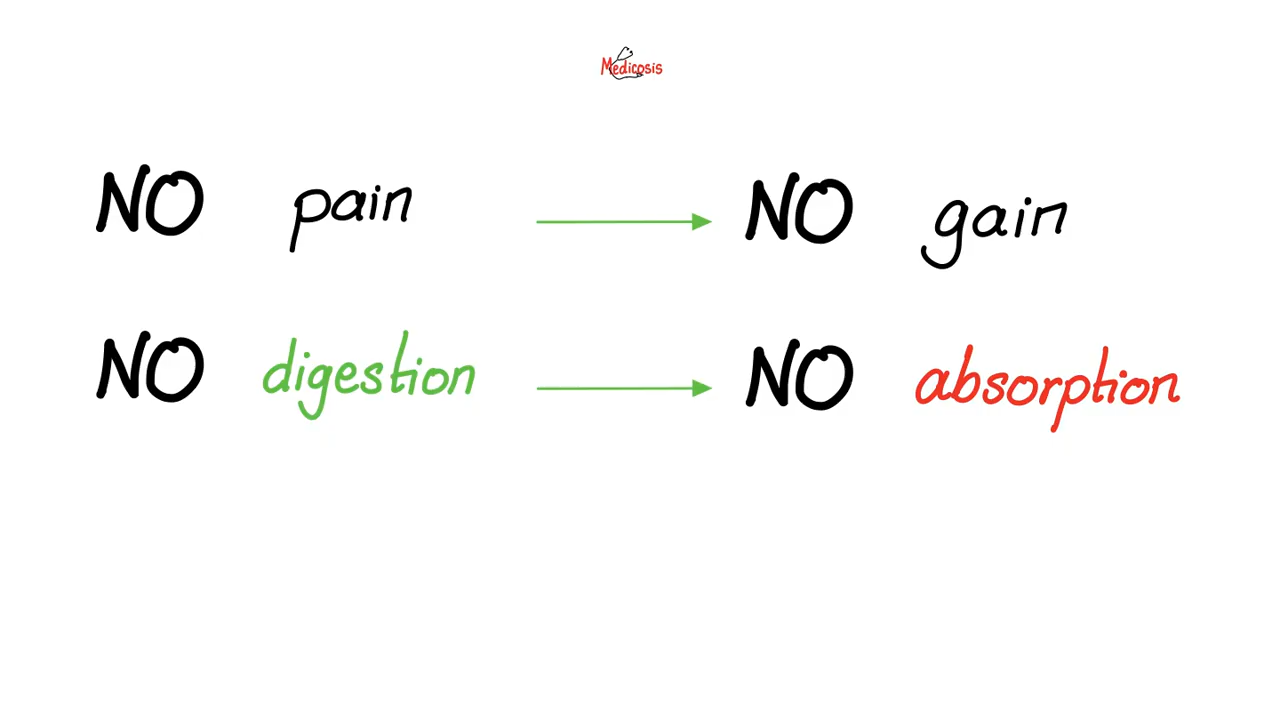 Medicosis
NO pain → NO gain
NO digestion → NO absorption